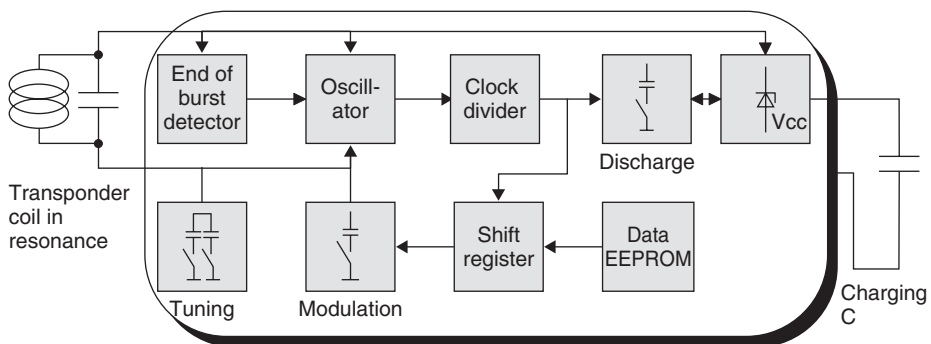 End of
burst
detector
Oscill-
ator
Clock
divider
Vcc
Discharge
Transponder
coil in
resonance
Shift
register
Data
EEPROM
Tuning
Modulation
Charging
C